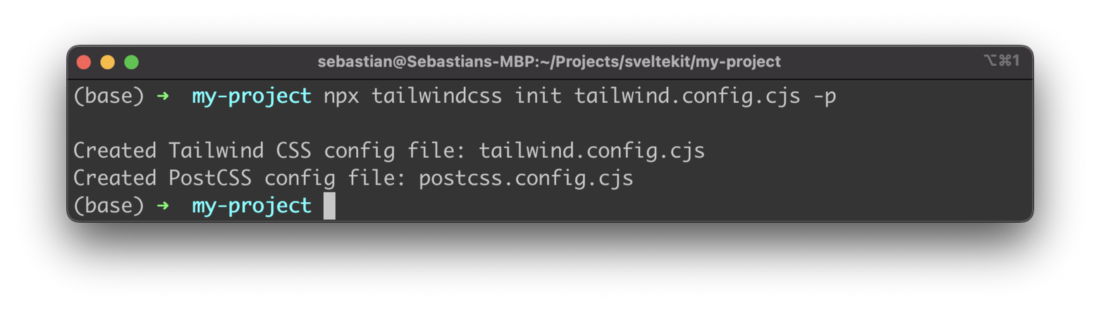 sebastian@Sebastians-MBP:~/Projects/sveltekit/my-project ⌥⌘1
(base) ➜ my-project npx tailwindcss init tailwind.config.cjs -p
Created Tailwind CSS config file: tailwind.config.cjs
Created PostCSS config file: postcss.config.cjs
(base) ➜ my-project